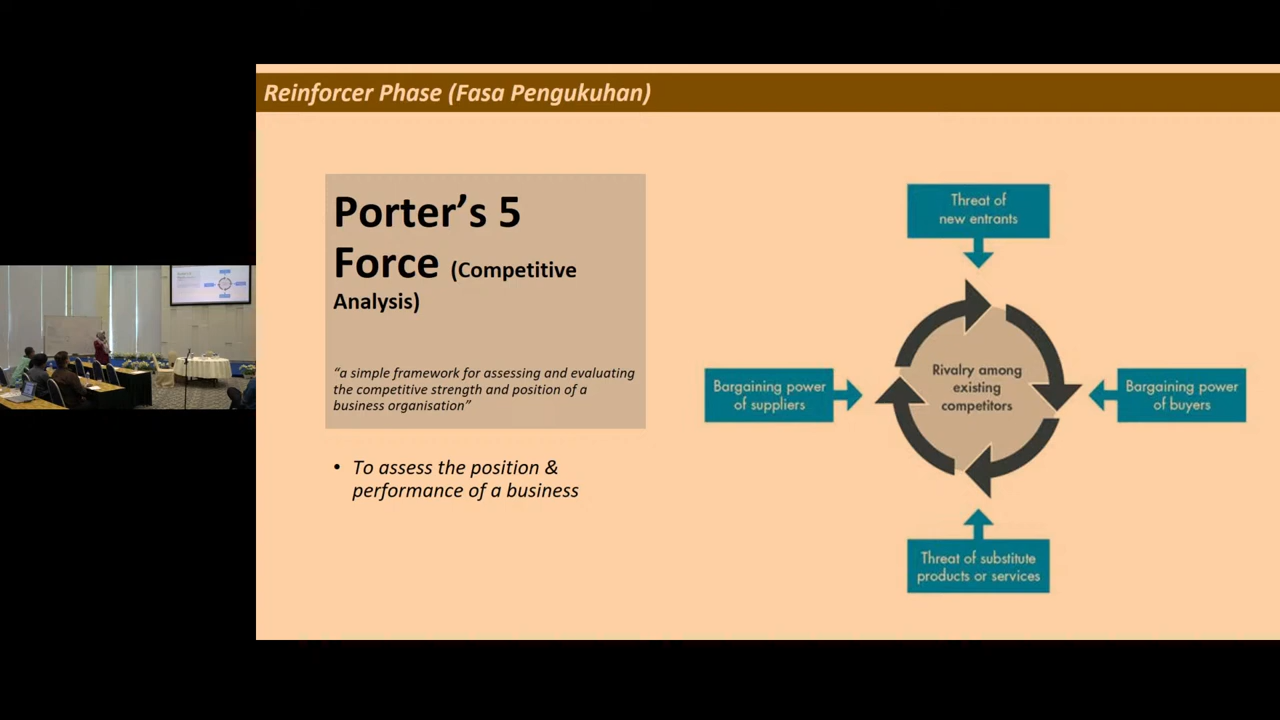 Reinforcer Phase (Fasa Pengukuhan)
Porter's 5
Force (Competitive
Analysis)
"a simple framework for assessing and evaluating
the competitive strength and position of a
business organisation"
• To assess the position &
performance of a business
Threat of
new entrants
Bargaining power
of suppliers
Rivalry among
existing
competitors
Bargaining power
of buyers
Threat of substitute
products or services